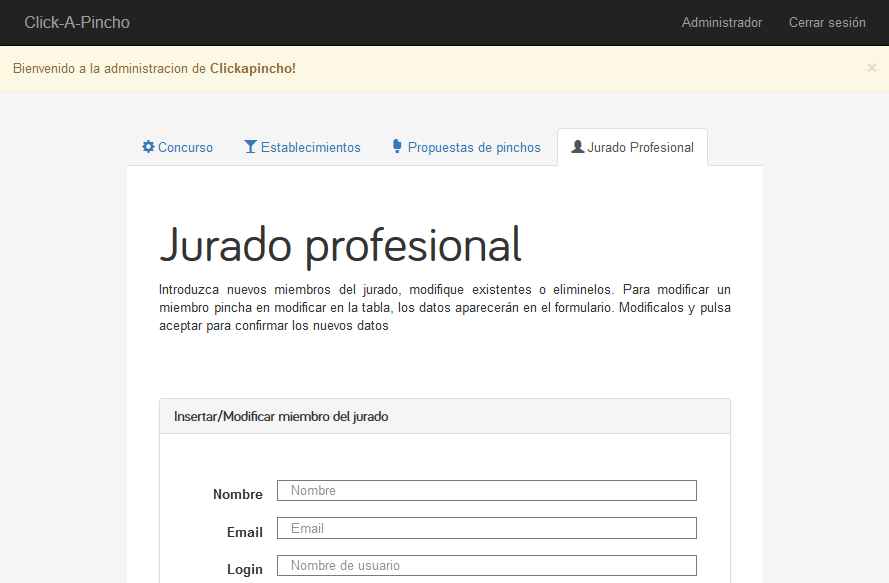 Click-A-Pincho
Administrador
Cerrar sesión
Bienvenido a la administracion de Clickapincho!
×
Concurso
Establecimientos
Propuestas de pinchos
Jurado Profesional
Jurado profesional
Introduzca nuevos miembros del jurado, modifique existentes o eliminelos. Para modificar un
miembro pincha en modificar en la tabla, los datos aparecerán en el formulario. Modificalos y pulsa
aceptar para confirmar los nuevos datos
Insertar/Modificar miembro del jurado
Nombre
Nombre
Email
Email
Login
Nombre de usuario